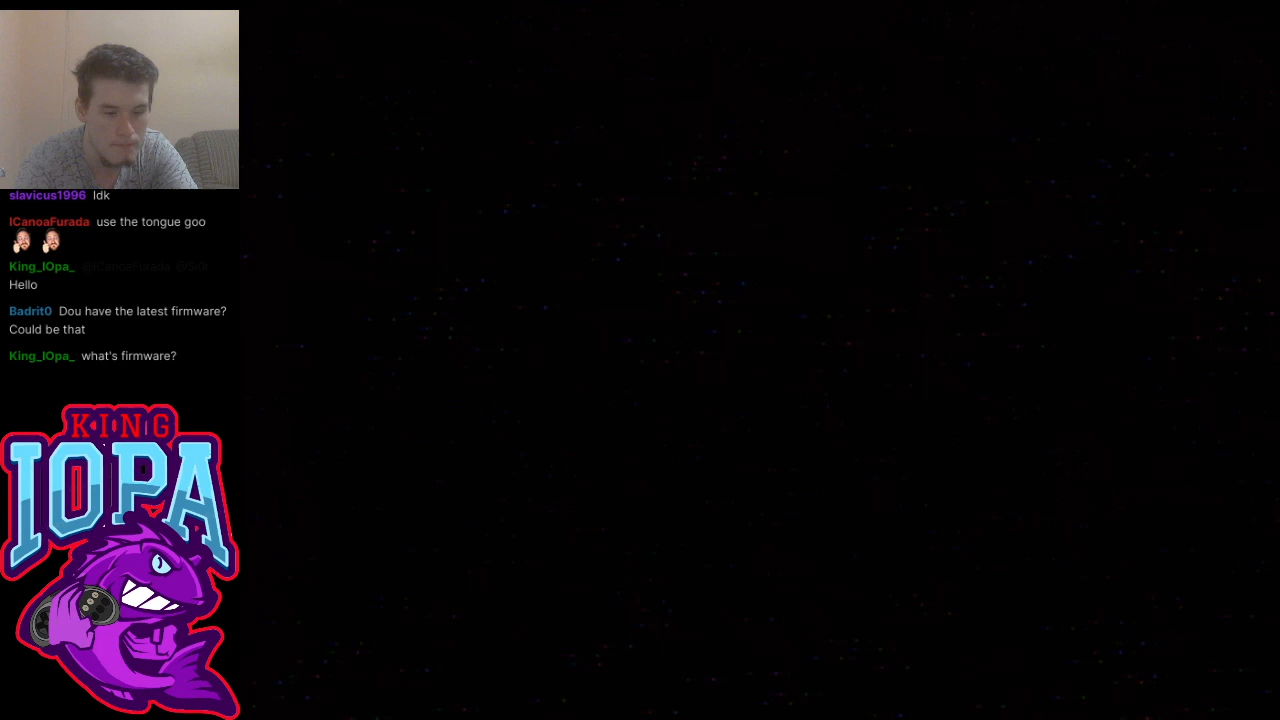 slavicus1996 Idk
ICanoaFurada use the tongue goo
King_IOpa_ @ICanoaFurada
Hello
Badrit0 Dou have the latest firmware?
Could be that
King_IOpa_ what's firmware?
KING
IOPA